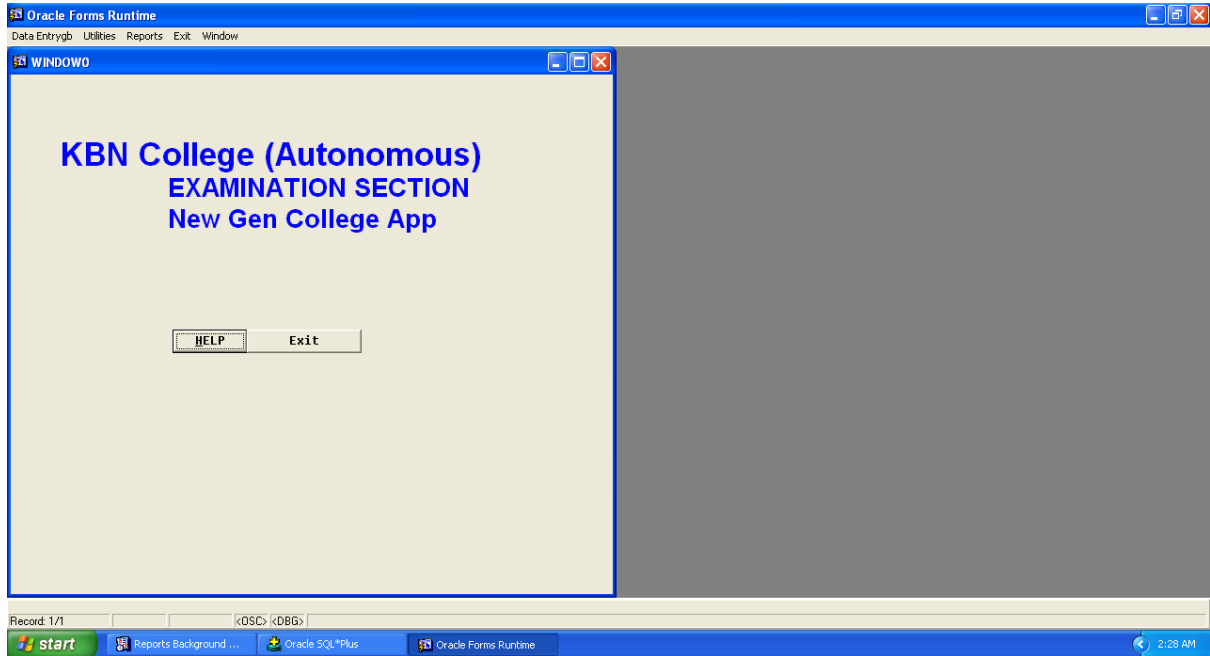 Oracle Forms Runtime
Data Entrygb Utilities Reports Exit Window
WINDOW0
KBN College (Autonomous)
EXAMINATION SECTION
New Gen College App
HELP Exit
Record: 1/1 <OSC> <DBG>
start Reports Background ... Oracle SQL*Plus Oracle Forms Runtime 2:28 AM